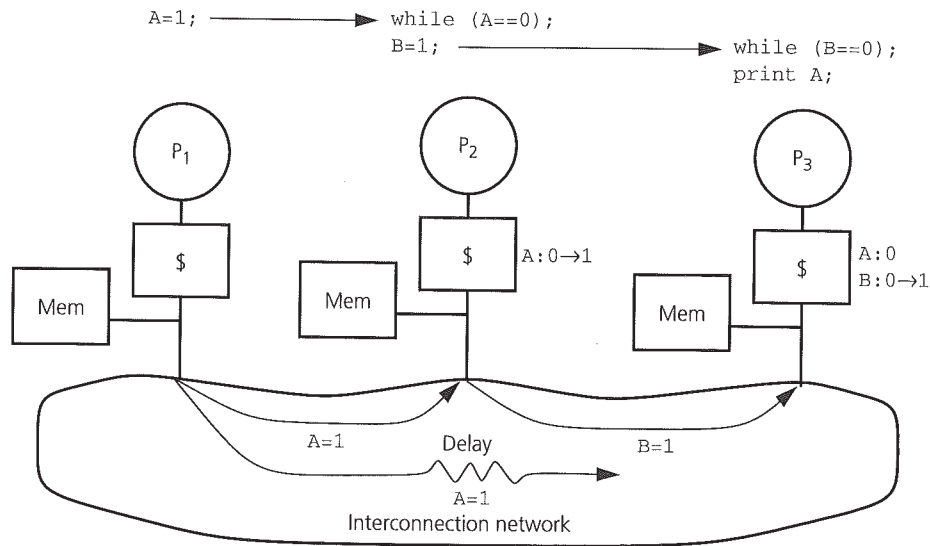 A=1; while (A==0);
B=1; while (B==0);
print A;
P1
P2
P3
$
$
A:0→1
$
A:0
B:0→1
Mem
Mem
Mem
A=1
Delay
B=1
A=1
Interconnection network